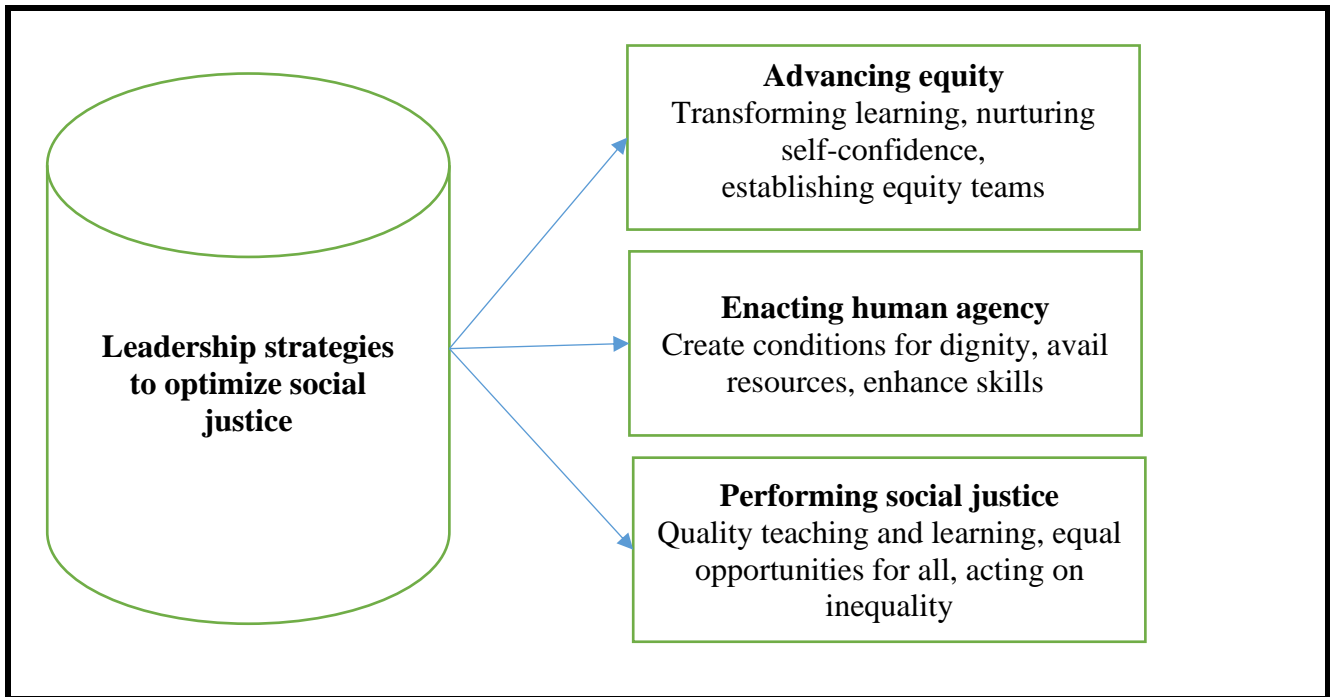 Leadership strategies
to optimize social
justice
Advancing equity
Transforming learning, nurturing
self-confidence,
establishing equity teams
Enacting human agency
Create conditions for dignity, avail
resources, enhance skills
Performing social justice
Quality teaching and learning, equal
opportunities for all, acting on
inequality